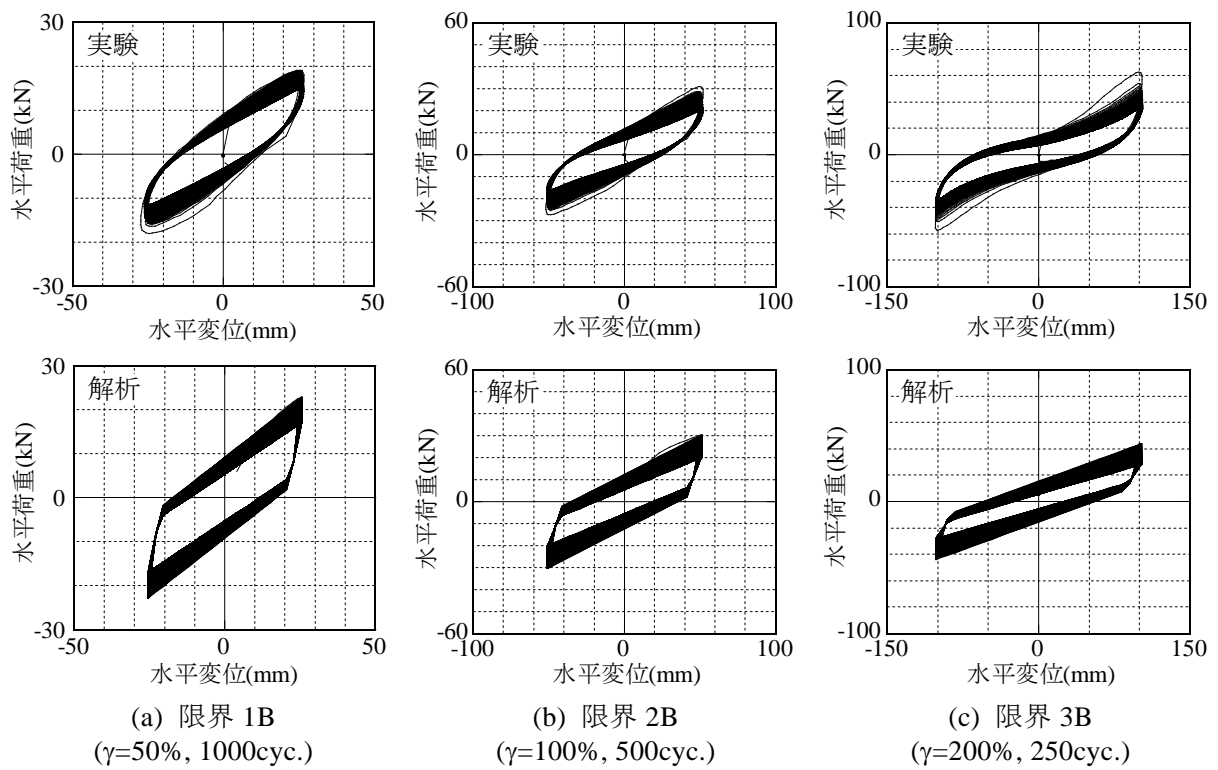 30
実験
水平荷重(kN)
0
-30
-50
0
50
水平変位(mm)
60
実験
水平荷重(kN)
0
-60
-100
0
100
水平変位(mm)
100
実験
水平荷重(kN)
0
-100
-150
0
150
水平変位(mm)
30
解析
水平荷重(kN)
0
-30
-50
0
50
水平変位(mm)
60
解析
水平荷重(kN)
0
-60
-100
0
100
水平変位(mm)
100
解析
水平荷重(kN)
0
-100
-150
0
150
水平変位(mm)
(a) 限界 1B
(γ=50%, 1000cyc.)
(b) 限界 2B
(γ=100%, 500cyc.)
(c) 限界 3B
(γ=200%, 250cyc.)